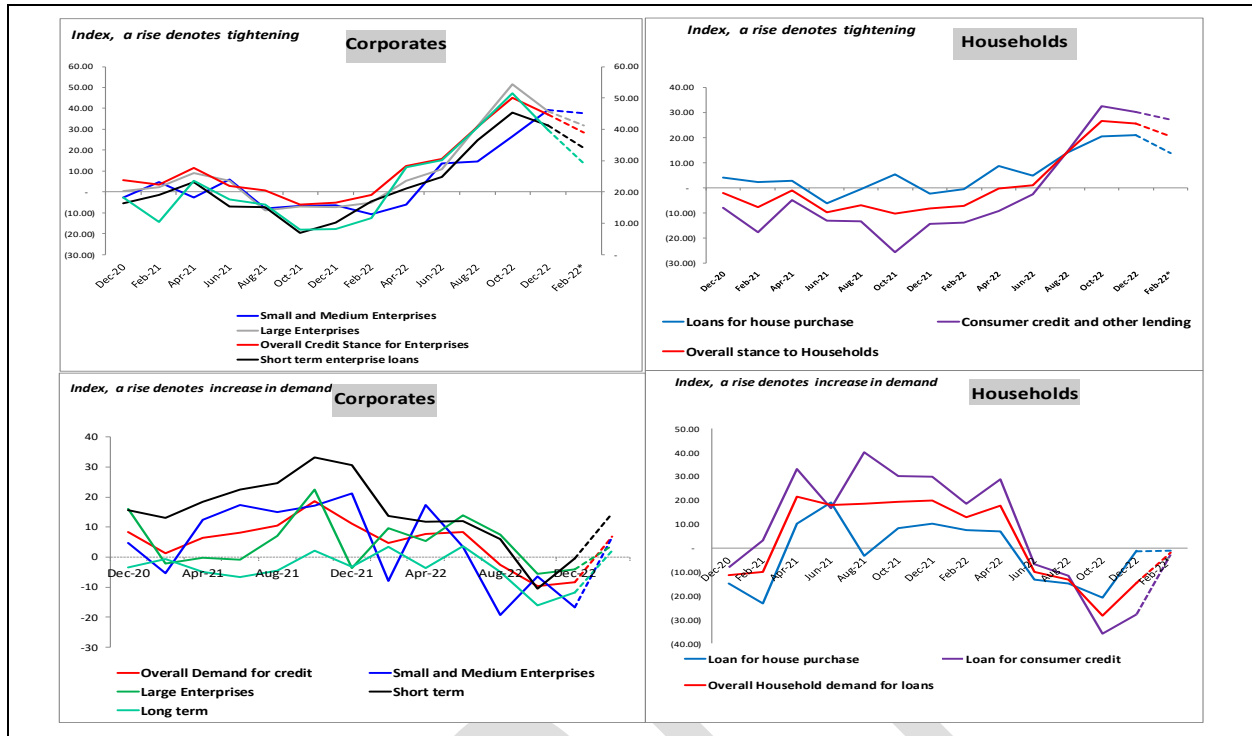 Index, a rise denotes tightening
Corporates
60.00
50.00
40.00
30.00
20.00
10.00
-
(10.00)
(20.00)
(30.00)
60.00
50.00
40.00
30.00
20.00
10.00
-
Dec-20
Feb-21
Apr-21
Jun-21
Aug-21
Oct-21
Dec-21
Feb-22
Apr-22
Jun-22
Aug-22
Oct-22
Dec-22
Feb-22*
Small and Medium Enterprises
Large Enterprises
Overall Credit Stance for Enterprises
Short term enterprise loans
Index, a rise denotes tightening
Households
40.00
30.00
20.00
10.00
-
(10.00)
(20.00)
(30.00)
Dec-20
Feb-21
Apr-21
Jun-21
Aug-21
Oct-21
Dec-21
Feb-22
Apr-22
Jun-22
Aug-22
Oct-22
Dec-22
Feb-22*
Loans for house purchase
Consumer credit and other lending
Overall stance to Households
Index, a rise denotes increase in demand
Corporates
40
30
20
10
0
-10
-20
-30
Dec-20
Apr-21
Aug-21
Dec-21
Apr-22
Aug-22
Dec-22
Overall Demand for credit
Small and Medium Enterprises
Large Enterprises
Short term
Long term
Index, a rise denotes increase in demand
Households
50.00
40.00
30.00
20.00
10.00
-
(10.00)
(20.00)
(30.00)
(40.00)
Dec-20
Feb-21
Apr-21
Jun-21
Aug-21
Oct-21
Dec-21
Feb-22
Apr-22
Jun-22
Aug-22
Oct-22
Dec-22
Feb-22*
Loan for house purchase
Loan for consumer credit
Overall Household demand for loans